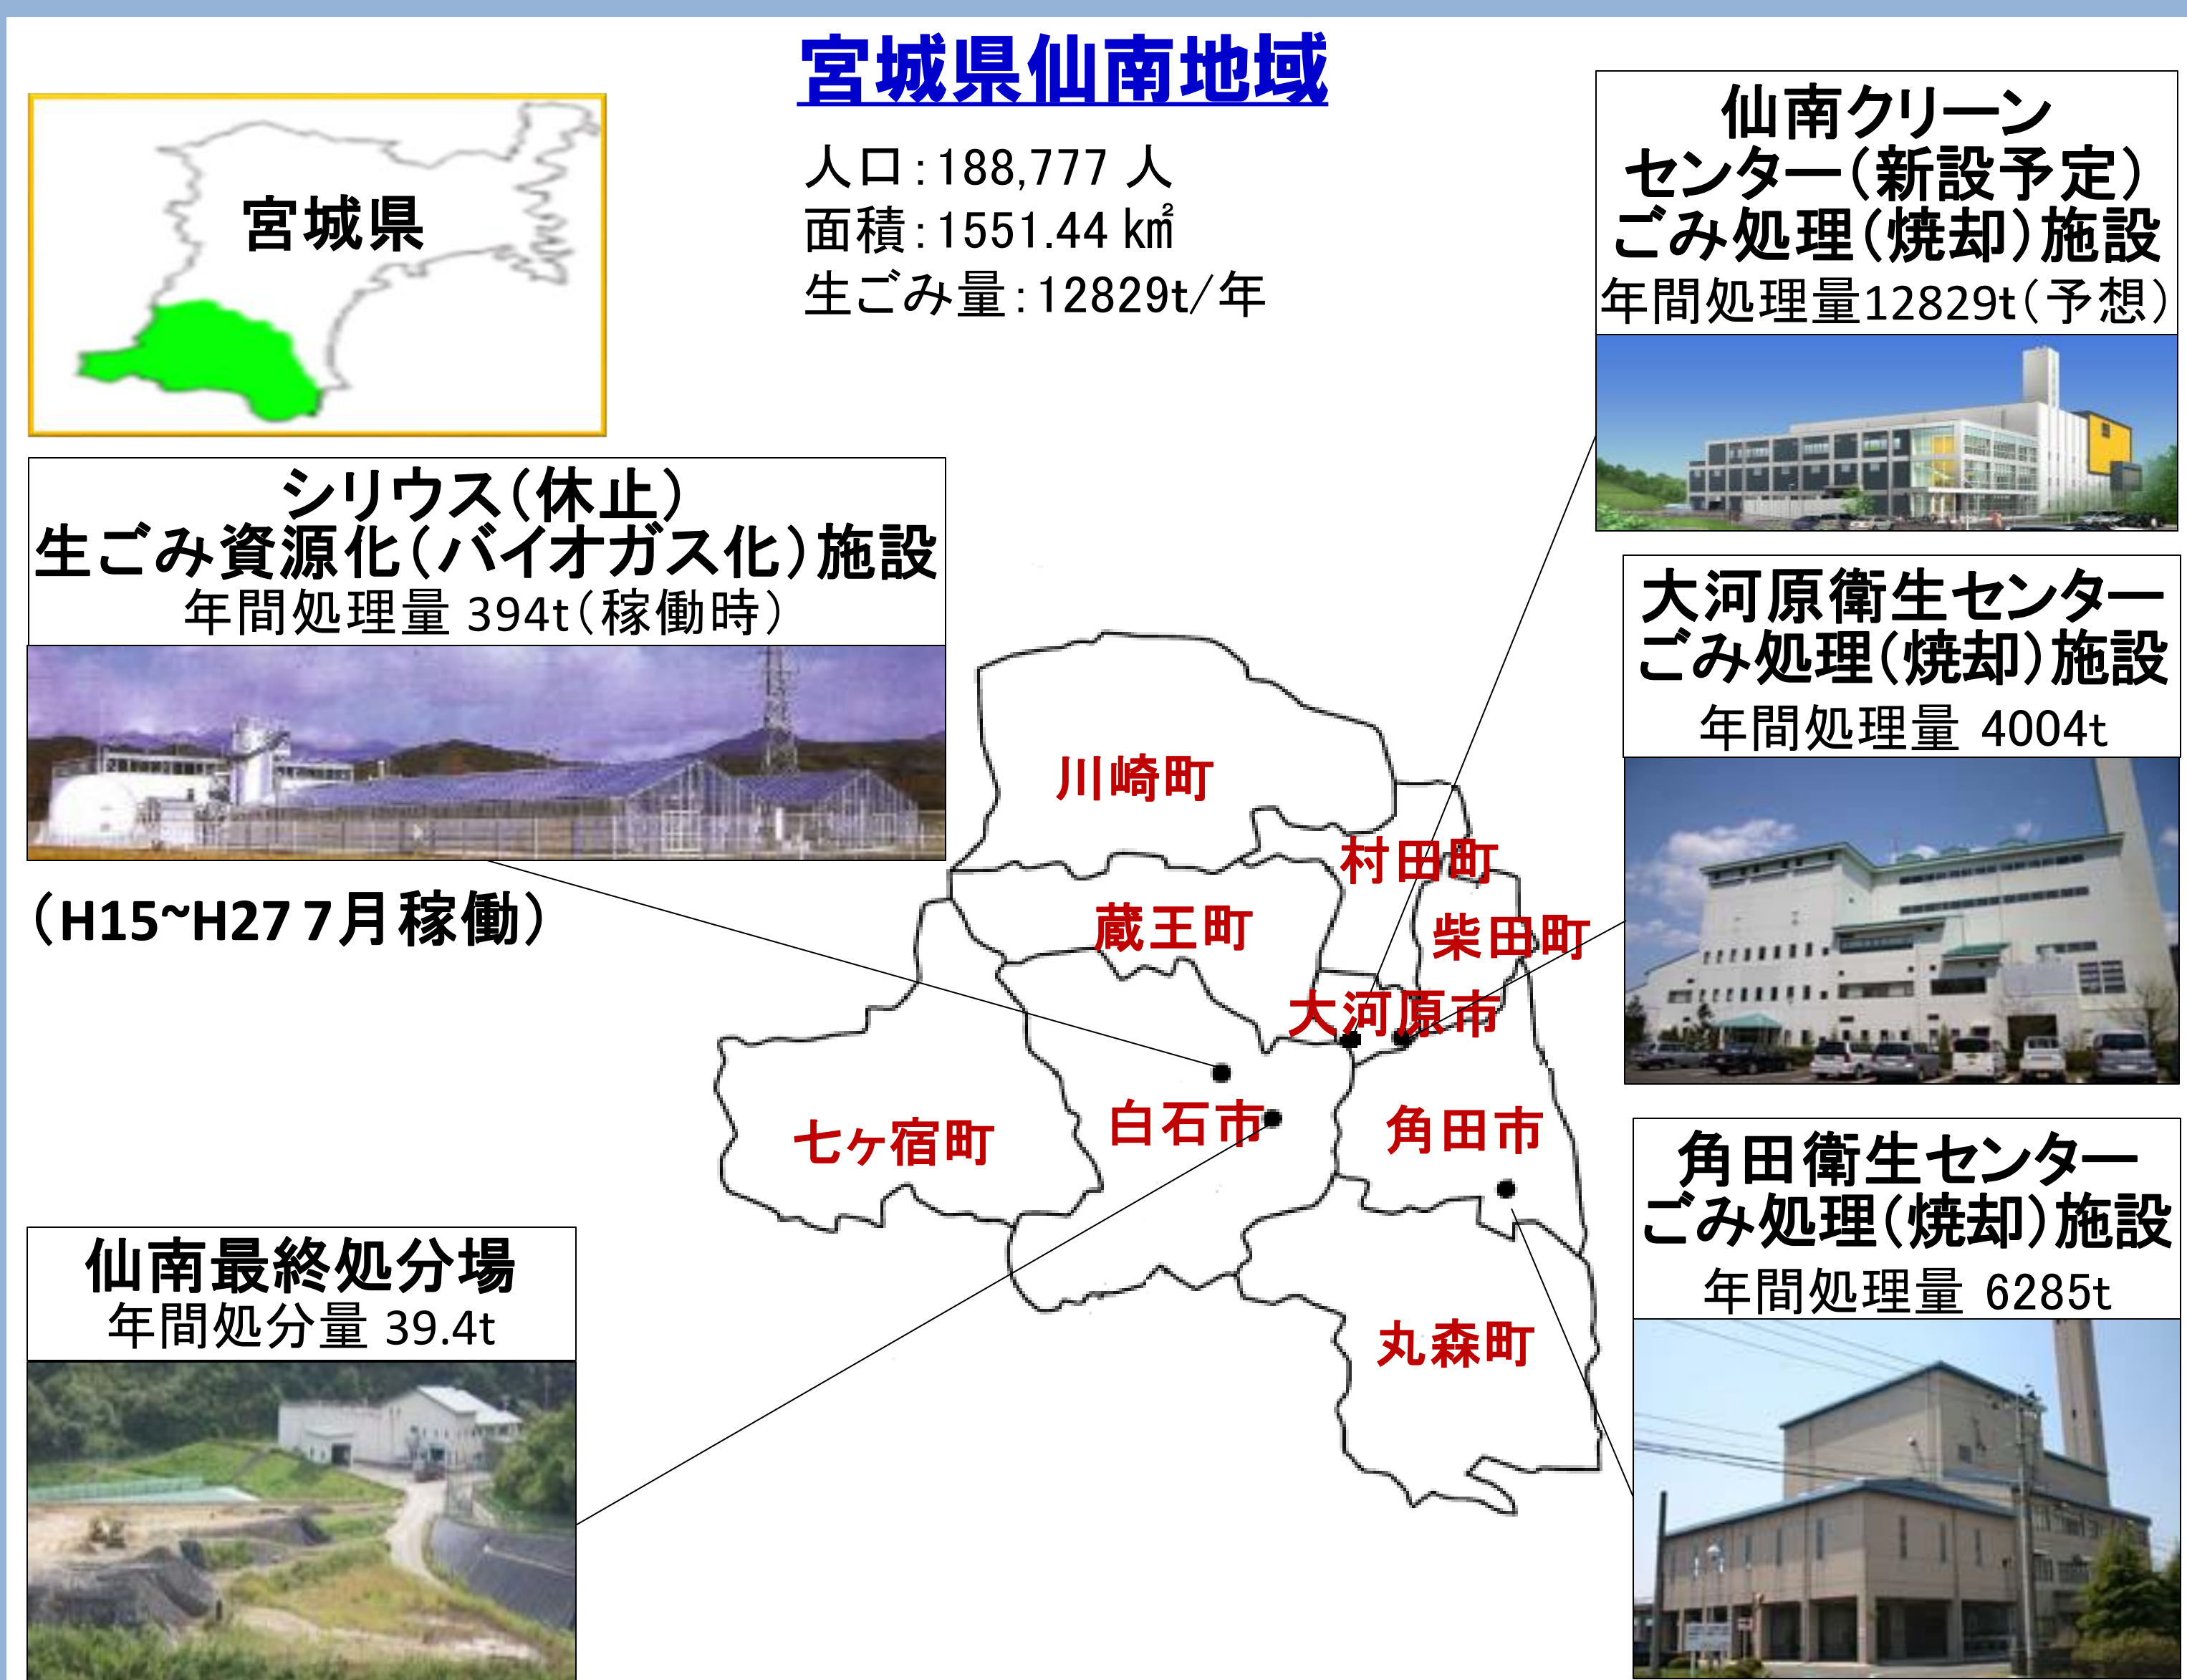 宮城県仙南地域
人口：188,777 人
面積：1551.44 ㎢
生ごみ量：12829t/年
宮城県
仙南クリーン
センター（新設予定）
ごみ処理（焼却）施設
年間処理量12829t（予想）
シリウス（休止）
生ごみ資源化（バイオガス化）施設
年間処理量 394t（稼働時）
（H15~H27 7月稼働）
大河原衛生センター
ごみ処理（焼却）施設
年間処理量 4004t
川崎町
村田町
蔵王町
柴田町
大河原市
白石市
角田市
七ヶ宿町
丸森町
角田衛生センター
ごみ処理（焼却）施設
年間処理量 6285t
仙南最終処分場
年間処分量 39.4t